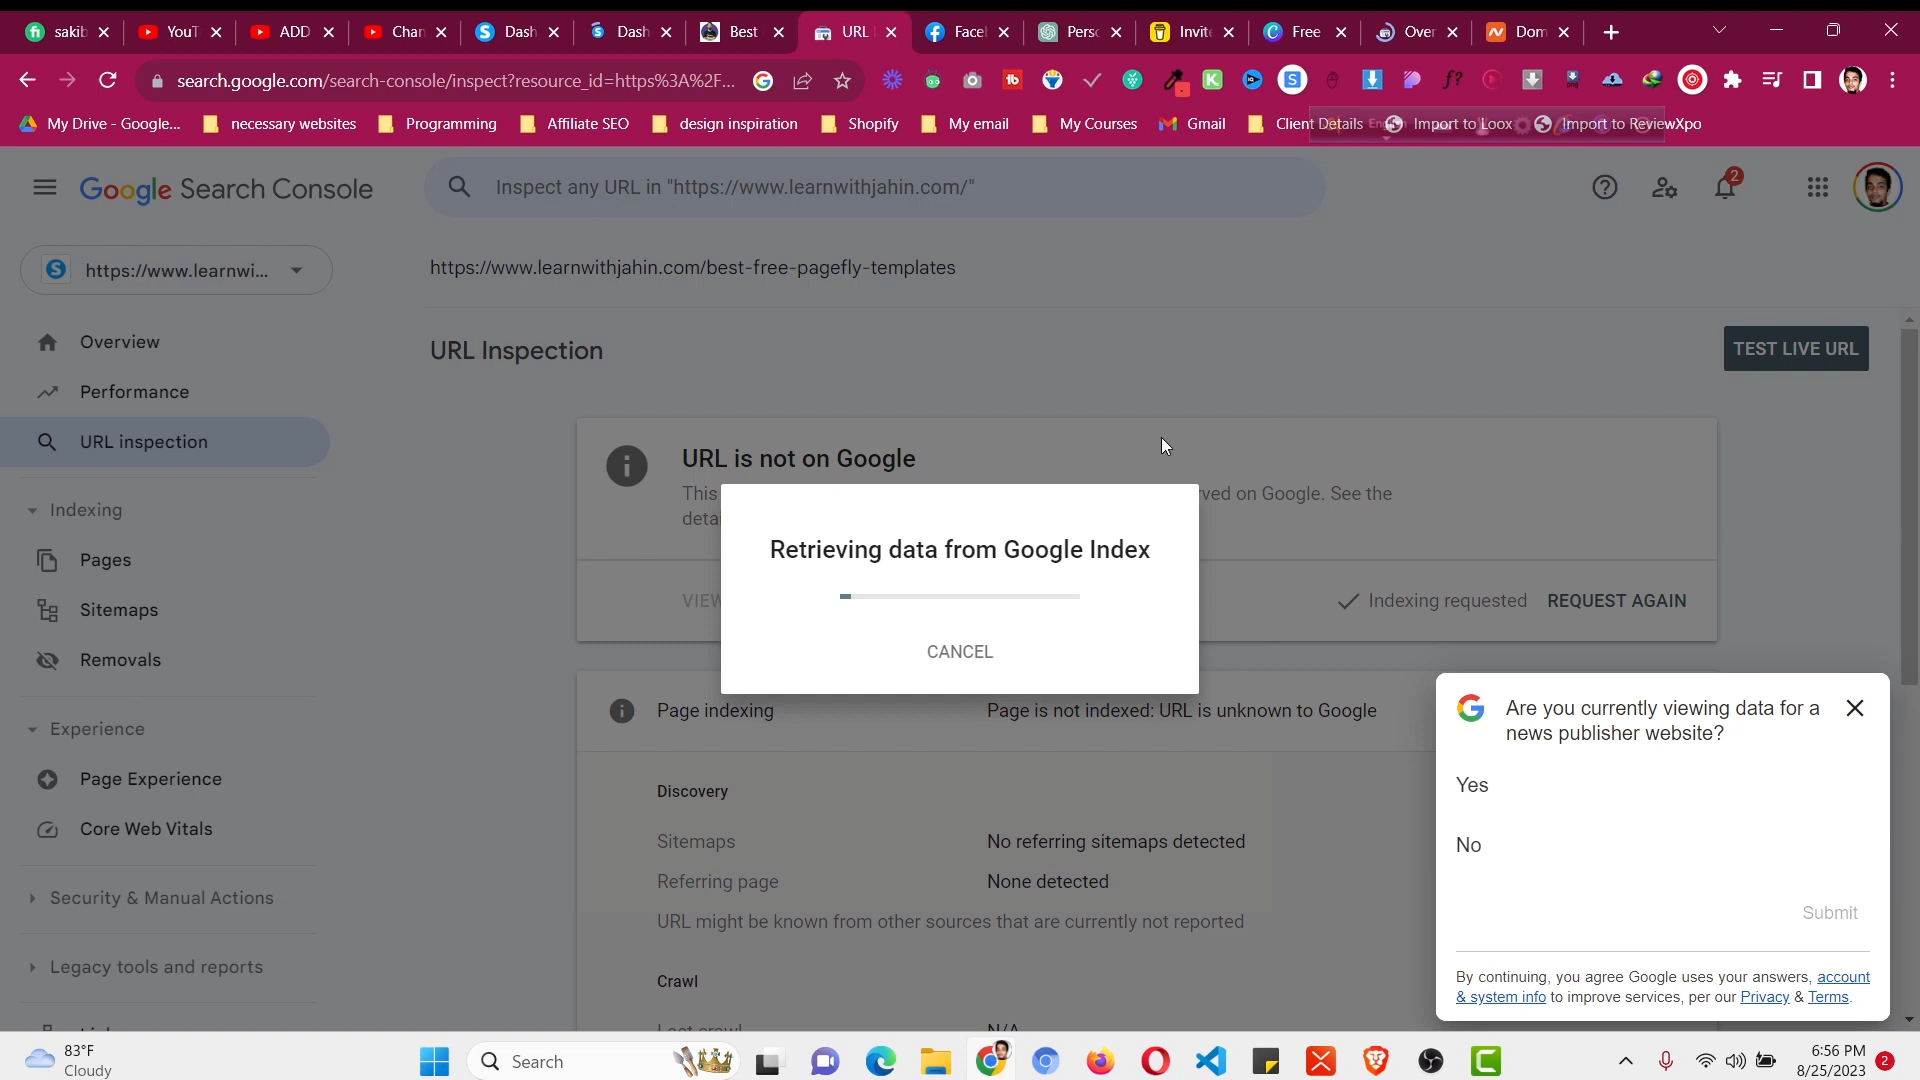 sakib
YouT
ADD
Chan
Dash
Dash
Best
URL
Facel
Pers
Invite
Free
Over
Dom
search.google.com/search-console/inspect?resource_id=https%3A%2F...
My Drive - Google...
necessary websites
Programming
Affiliate SEO
design inspiration
Shopify
My email
My Courses
Gmail
Client Details
Import to Loox
Import to ReviewXpo
Google Search Console
Inspect any URL in "https://www.learnwithjahin.com/"
2
https://www.learnwi...
https://www.learnwithjahin.com/best-free-pagefly-templates
Overview
Performance
URL inspection
Indexing
Pages
Sitemaps
Removals
Experience
Page Experience
Core Web Vitals
Security & Manual Actions
Legacy tools and reports
URL Inspection
TEST LIVE URL
URL is not on Google
This
rved on Google. See the
detai
VIEW
Indexing requested
REQUEST AGAIN
Retrieving data from Google Index
CANCEL
Page indexing
Page is not indexed: URL is unknown to Google
Discovery
Sitemaps
No referring sitemaps detected
Referring page
None detected
URL might be known from other sources that are currently not reported
Crawl
Last crawl
N/A
Are you currently viewing data for a
news publisher website?
Yes
No
Submit
By continuing, you agree Google uses your answers, account
& system info to improve services, per our Privacy & Terms.
83°F
Cloudy
Search
6:56 PM
8/25/2023
2